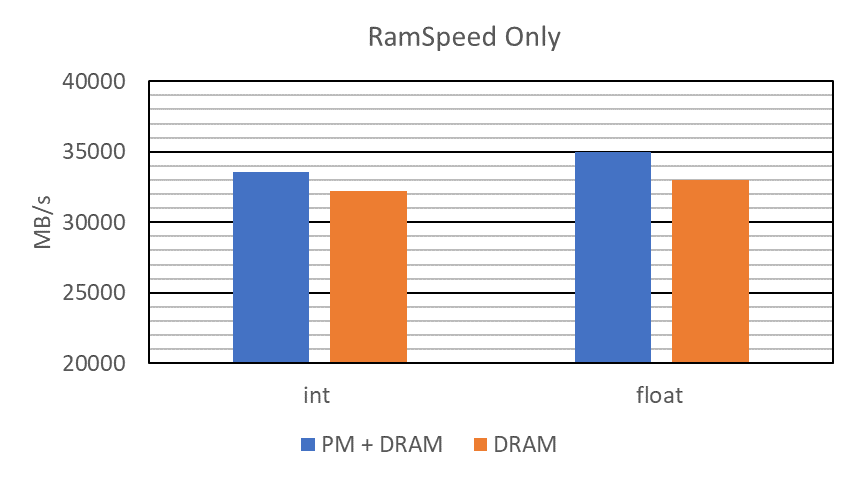 RamSpeed Only
40000
35000
30000
25000
20000
MB/s
int float
PM + DRAM DRAM